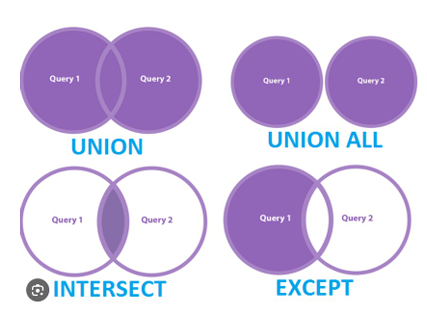 Query 1 Query 2
UNION
Query 1 Query 2
UNION ALL
Query 1 Query 2
INTERSECT
Query 1 Query 2
EXCEPT